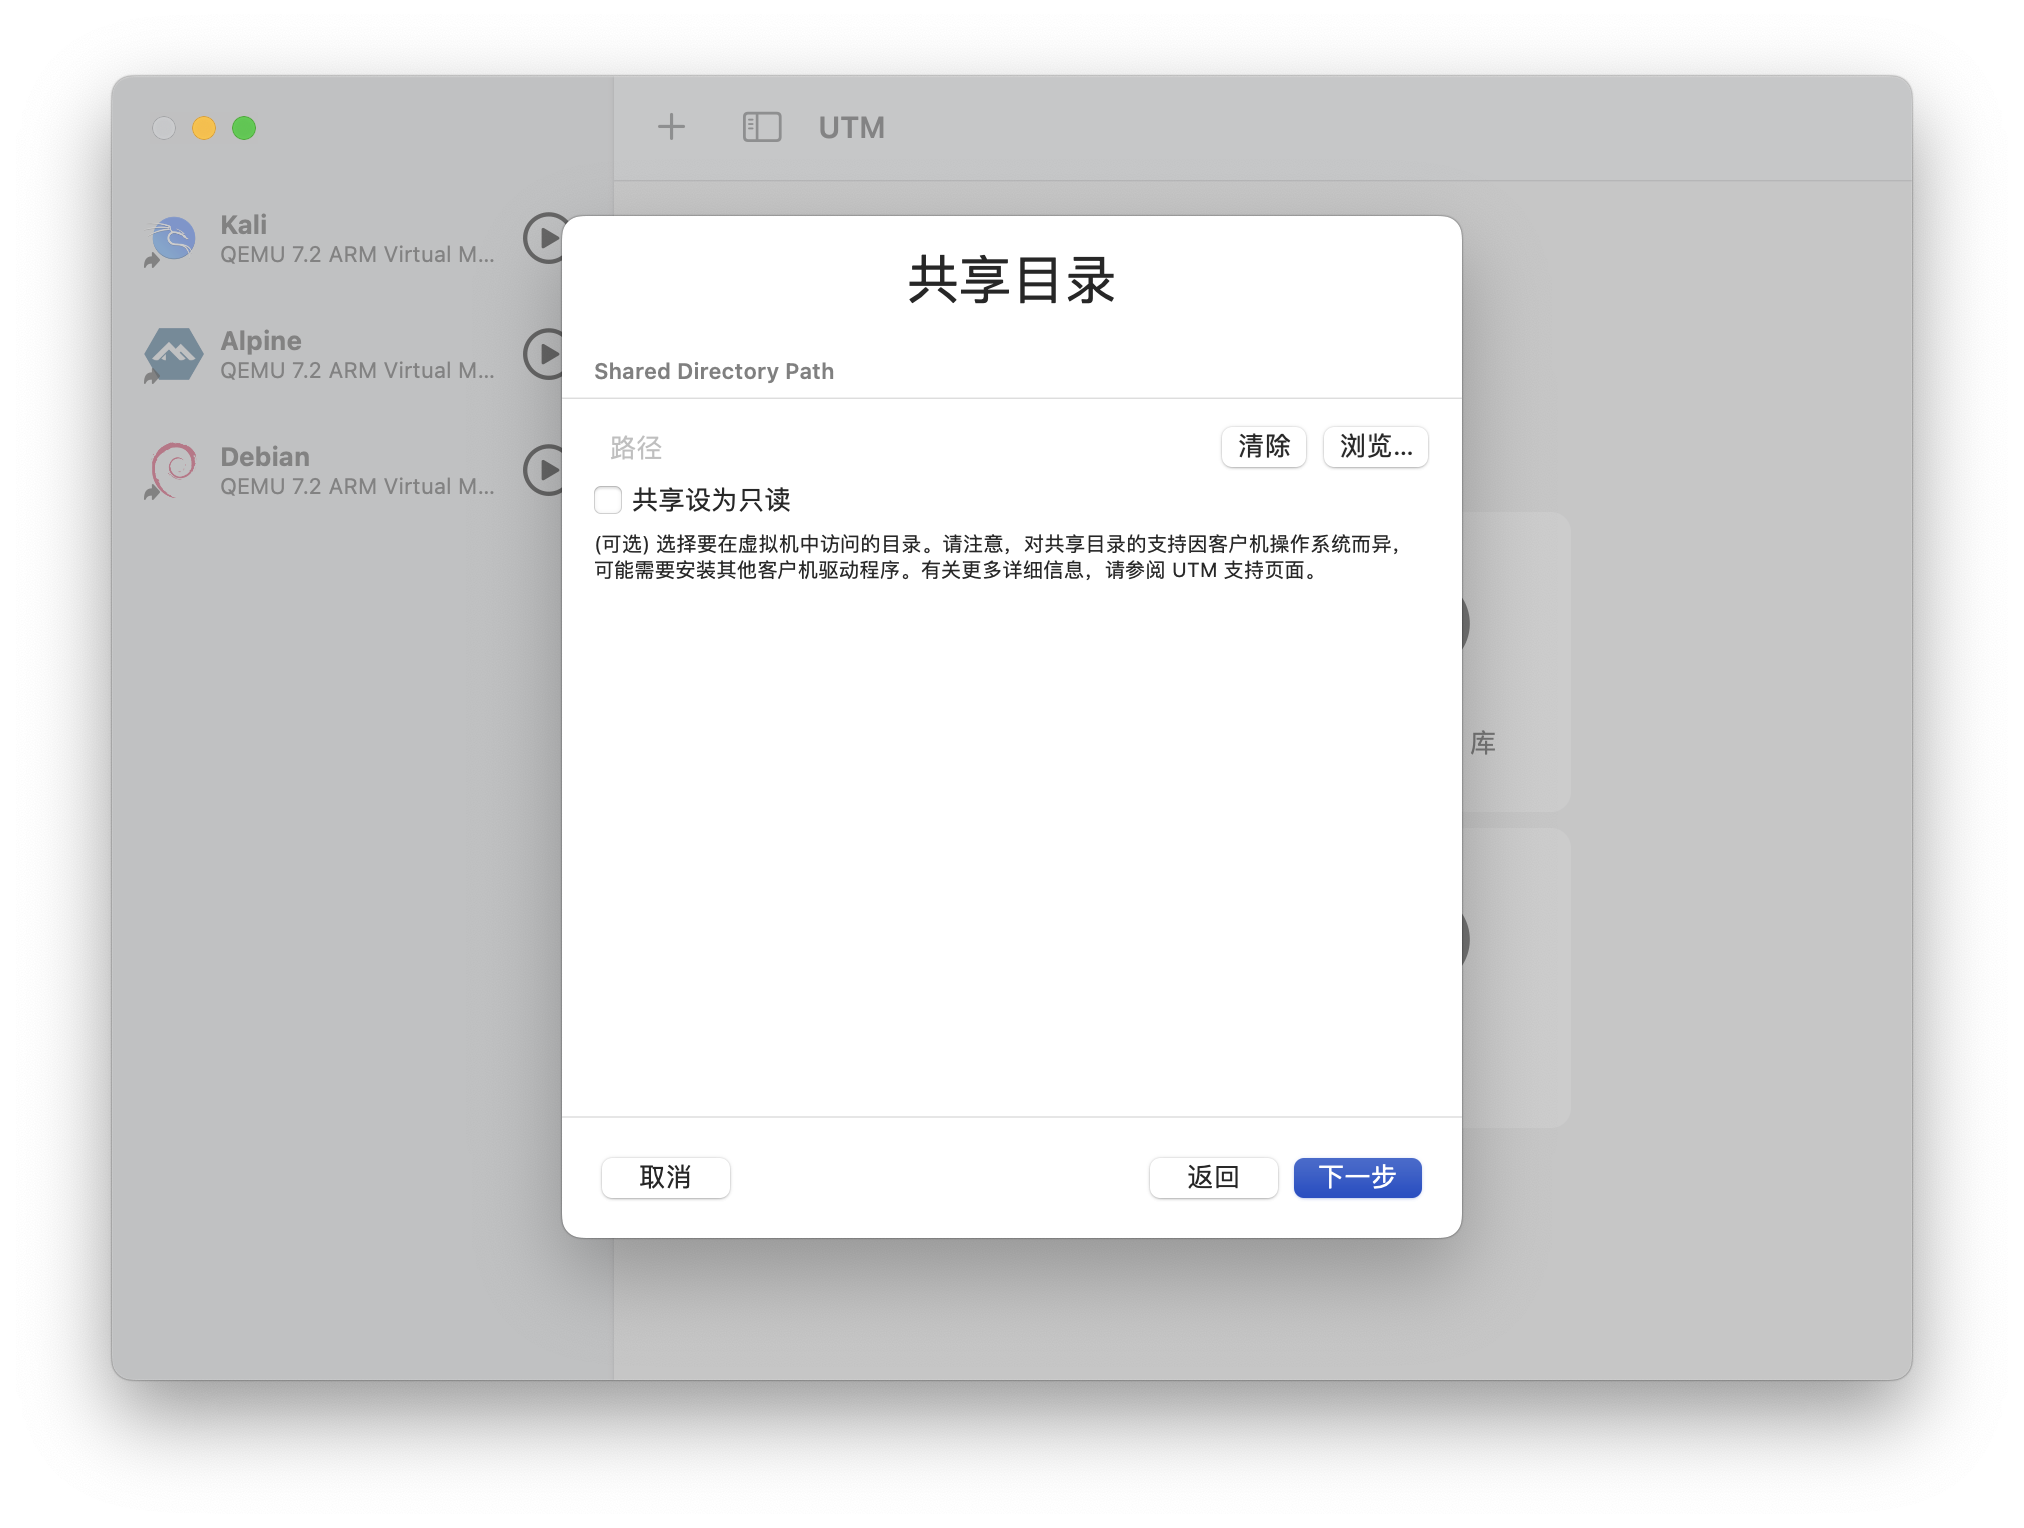 UTM
Kali
QEMU 7.2 ARM Virtual M...
Alpine
QEMU 7.2 ARM Virtual M...
Debian
QEMU 7.2 ARM Virtual M...
共享目录
Shared Directory Path
路径
清除
浏览...
共享设为只读
(可选) 选择要在虚拟机中访问的目录。请注意，对共享目录的支持因客户机操作系统而异，
可能需要安装其他客户机驱动程序。有关更多详细信息，请参阅 UTM 支持页面。
库
取消
返回
下一步